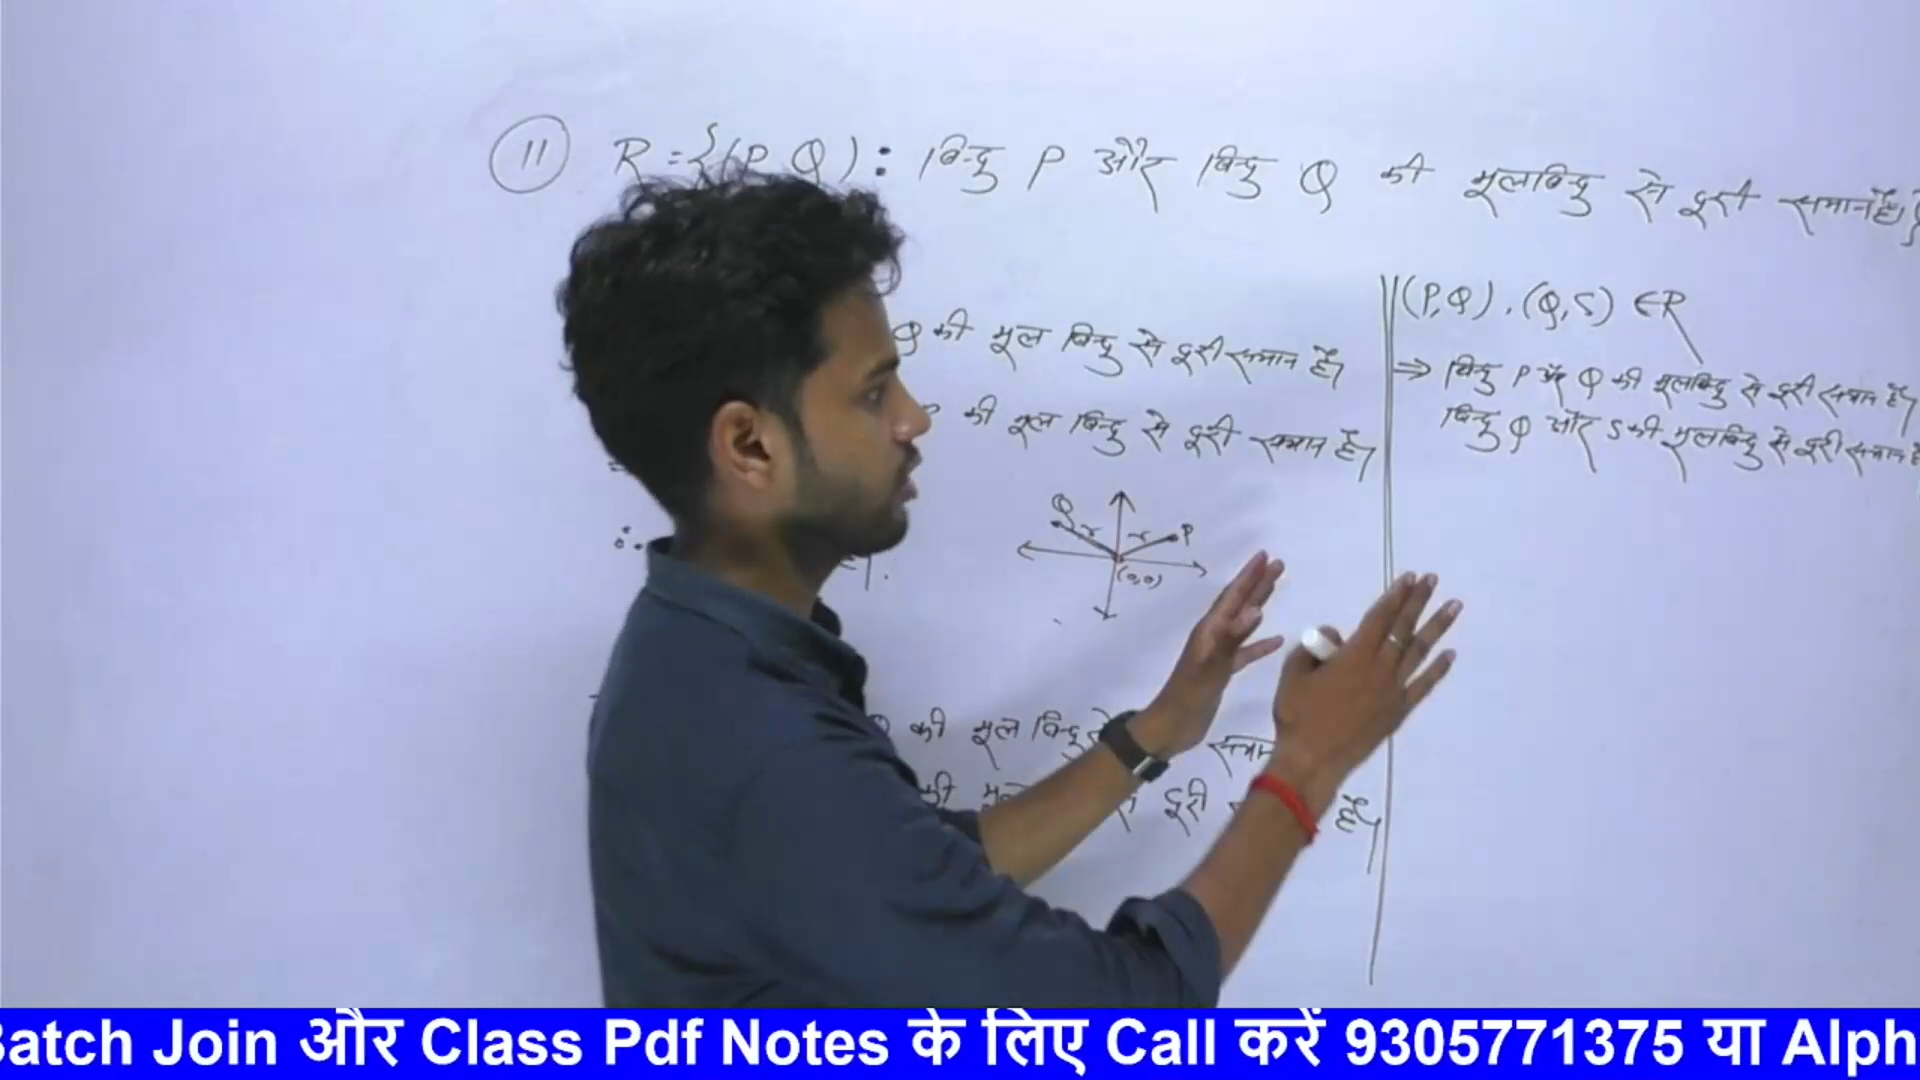 11 R = {(P, Q) : बिन्दु P और बिन्दु Q की मूलबिन्दु से दूरी समान है।}
Q की मूल बिन्दु से दूरी समान है।
P की मूल बिन्दु से दूरी समान है।
Q r r P
(0,0)
Q की मूल बिन्दु से समान
की से दूरी है।
(P,Q), (Q,S) ∈R
⇒ बिन्दु P और Q की मूलबिन्दु से दूरी समान है।
बिन्दु Q और S की मूलबिन्दु से दूरी समान है
Batch Join और Class Pdf Notes के लिए Call करें 9305771375 या Alph